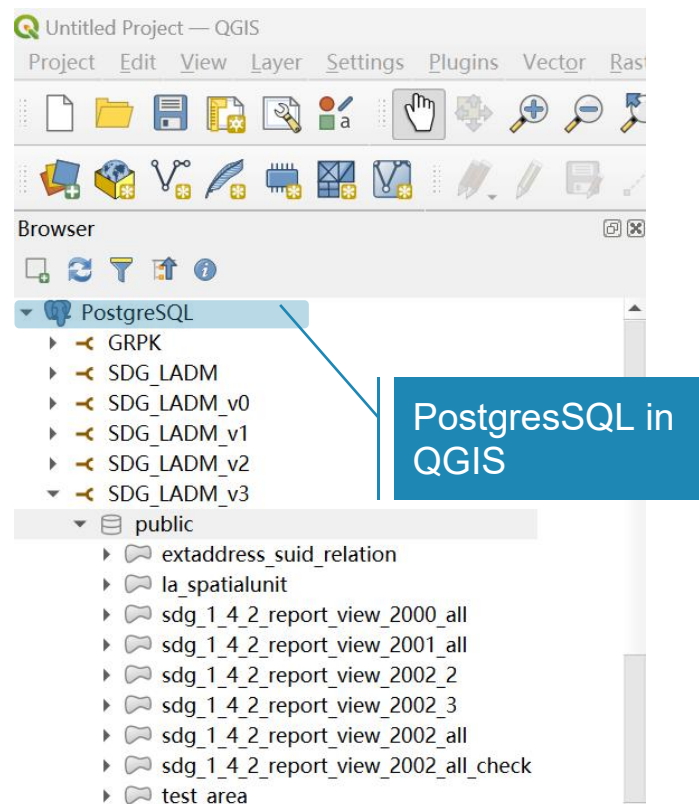 Untitled Project — QGIS
Project Edit View Layer Settings Plugins Vector Ras
a
Browser
PostgreSQL
GRPK
SDG_LADM
SDG_LADM_v0
SDG_LADM_v1
SDG_LADM_v2
SDG_LADM_v3
public
extaddress_suid_relation
la_spatialunit
sdg_1_4_2_report_view_2000_all
sdg_1_4_2_report_view_2001_all
sdg_1_4_2_report_view_2002_2
sdg_1_4_2_report_view_2002_3
sdg_1_4_2_report_view_2002_all
sdg_1_4_2_report_view_2002_all_check
test_area
PostgresSQL in
QGIS